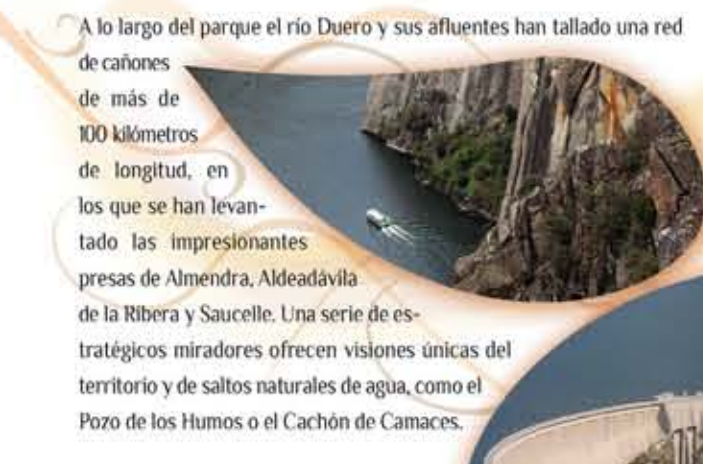 A lo largo del parque el río Duero y sus afluentes han tallado una red
de cañones
de más de
100 kilómetros
de longitud, en
los que se han levan-
tado las impresionantes
presas de Almendra, Aldeadávila
de la Ribera y Saucelle. Una serie de es-
tratégicos miradores ofrecen visiones únicas del
territorio y de saltos naturales de agua, como el
Pozo de los Humos o el Cachón de Camaces.